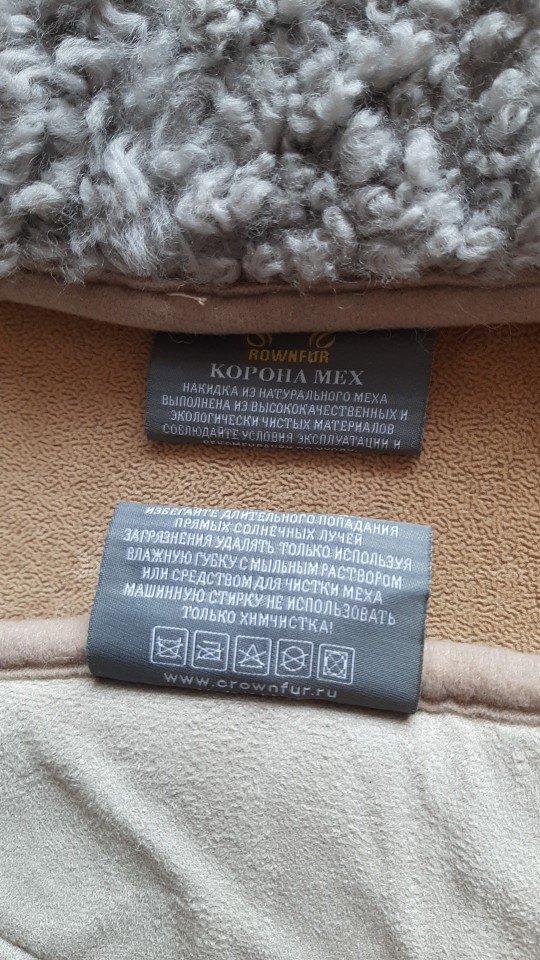 ROWNFUR
КОРОНА МЕХ
НАКИДКА ИЗ НАТУРАЛЬНОГО МЕХА
ВЫПОЛНЕНА ИЗ ВЫСОКОКАЧЕСТВЕННЫХ И
ЭКОЛОГИЧЕСКИ ЧИСТЫХ МАТЕРИАЛОВ
СОБЛЮДАЙТЕ УСЛОВИЯ ЭКСПЛУАТАЦИИ И
ИЗБЕГАЙТЕ ДЛИТЕЛЬНОГО ПОПАДАНИЯ
ПРЯМЫХ СОЛНЕЧНЫХ ЛУЧЕЙ
ЗАГРЯЗНЕНИЯ УДАЛЯТЬ ТОЛЬКО ИСПОЛЬЗУЯ
ВЛАЖНУЮ ГУБКУ С МЫЛЬНЫМ РАСТВОРОМ
ИЛИ СРЕДСТВОМ ДЛЯ ЧИСТКИ МЕХА
МАШИННУЮ СТИРКУ НЕ ИСПОЛЬЗОВАТЬ
ТОЛЬКО ХИМЧИСТКА!
www.crownfur.ru